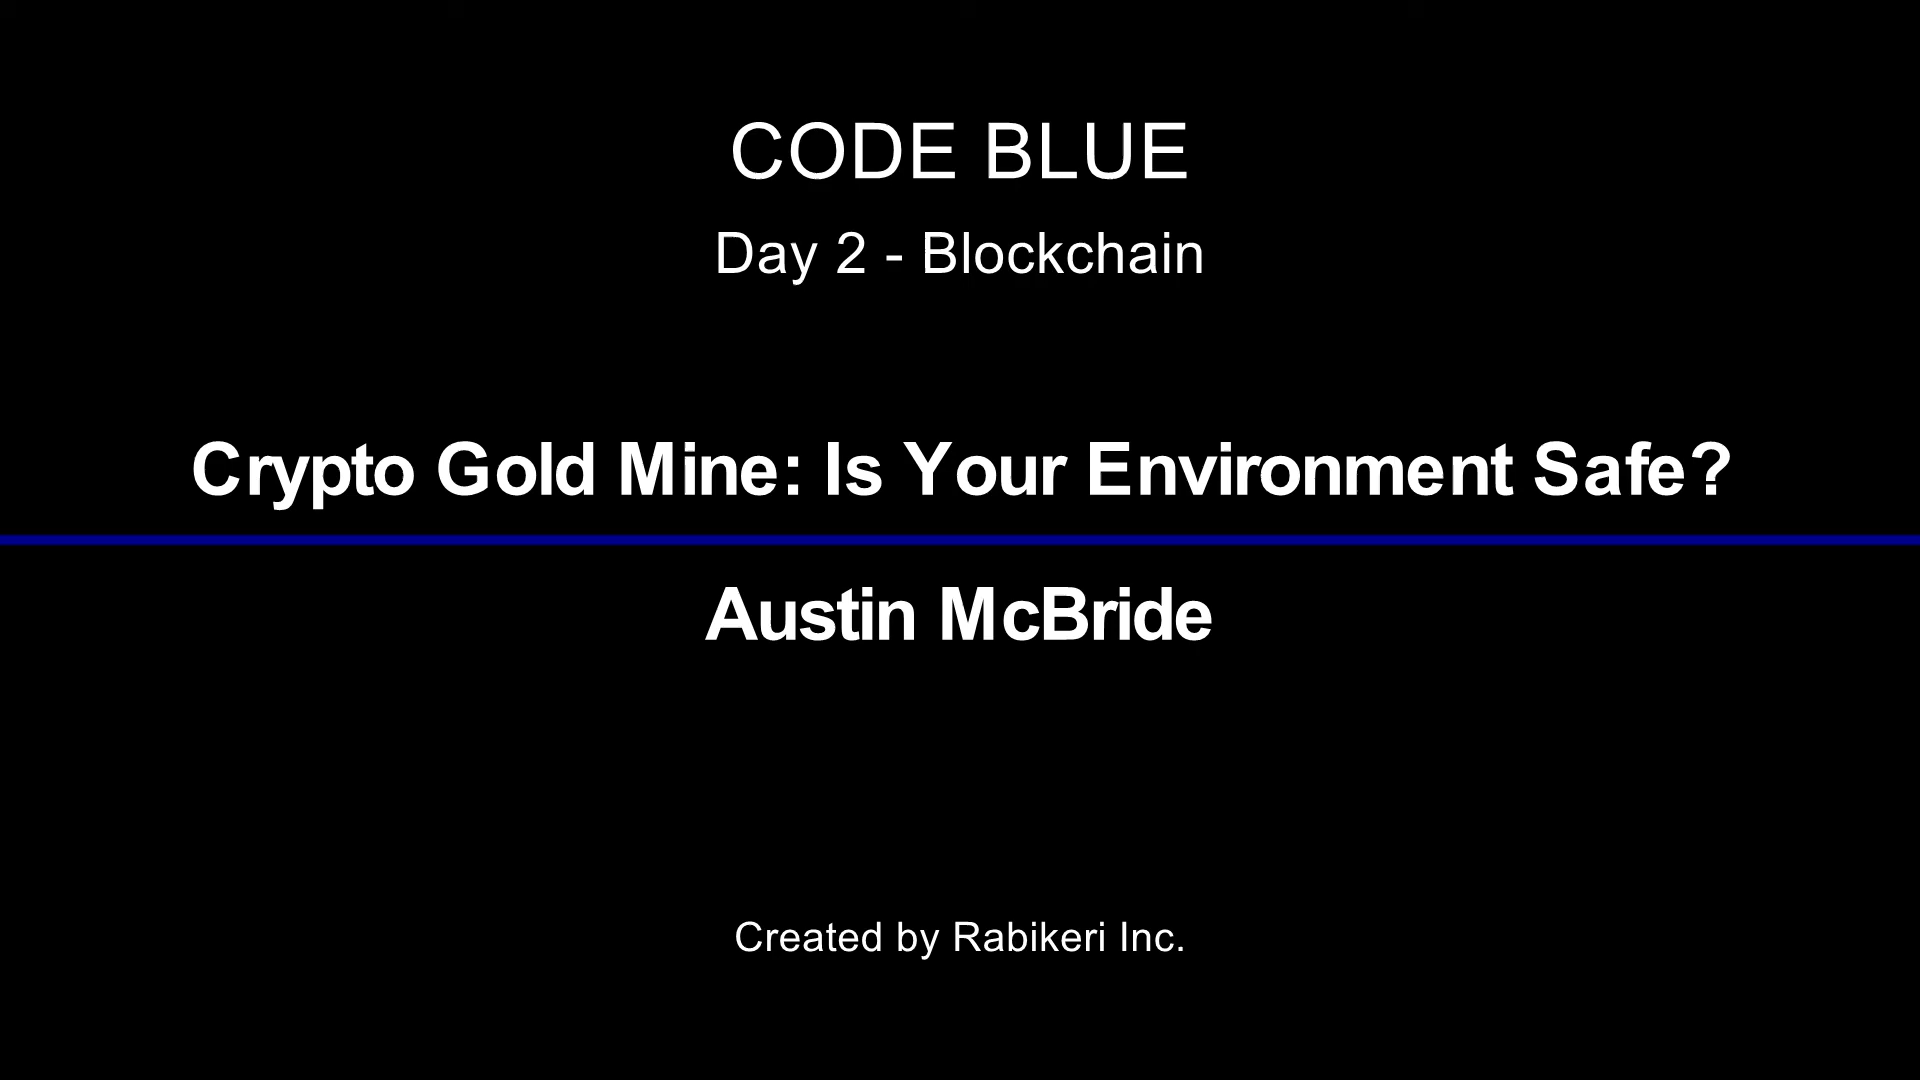 CODE BLUE
Day 2 - Blockchain
Crypto Gold Mine: Is Your Environment Safe?
Austin McBride
Created by Rabikeri Inc.